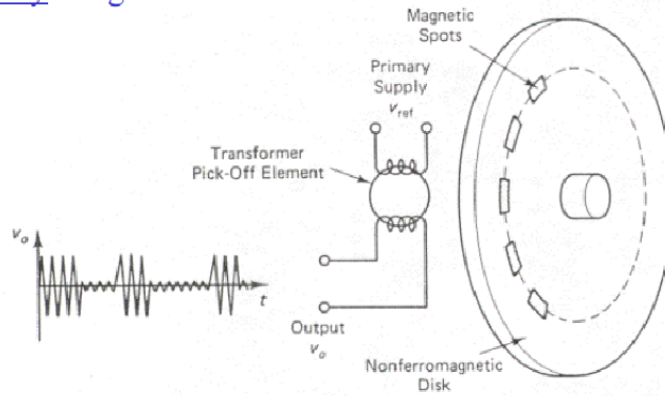 Magnetic
Spots
Primary
Supply
v_ref
Transformer
Pick-Off Element
v_o
t
Output
v_o
Nonferromagnetic
Disk